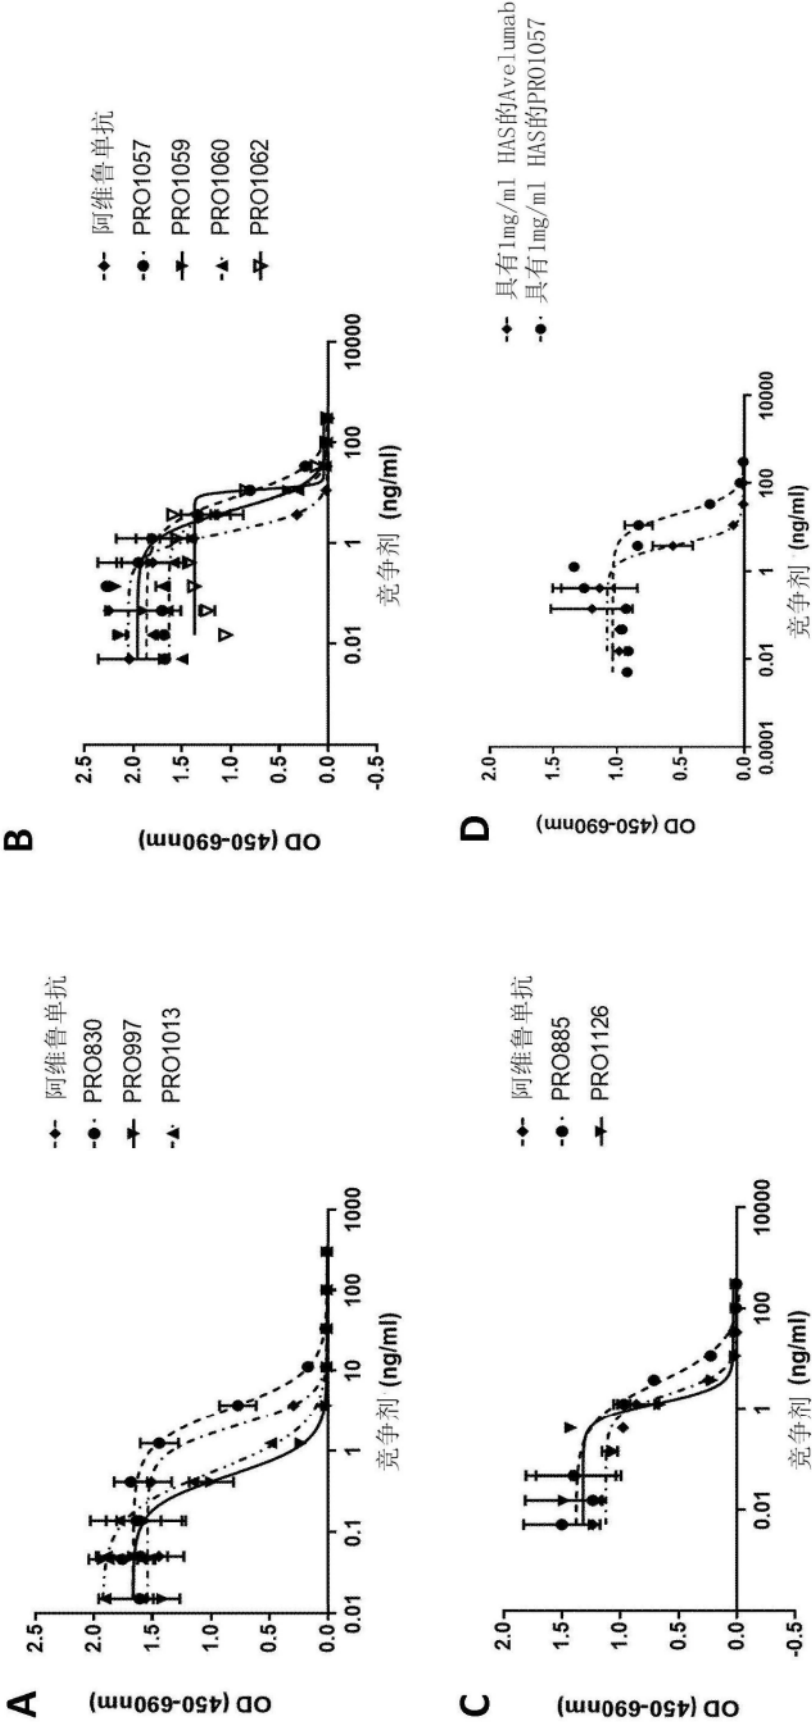 A
OD (450-690nm)
2.5
2.0
1.5
1.0
0.5
0.0
0.01
0.1
1
10
100
1000
竞争剂 (ng/ml)
阿维鲁单抗
PRO830
PRO997
PRO1013
B
OD (450-690nm)
2.5
2.0
1.5
1.0
0.5
0.0
-0.5
0.01
1
100
10000
竞争剂 (ng/ml)
阿维鲁单抗
PRO1057
PRO1059
PRO1060
PRO1062
C
OD (450-690nm)
2.0
1.5
1.0
0.5
0.0
-0.5
0.01
1
100
10000
竞争剂 (ng/ml)
阿维鲁单抗
PRO885
PRO1126
D
OD (450-690nm)
2.0
1.5
1.0
0.5
0.0
0.0001
0.01
1
100
10000
竞争剂 (ng/ml)
具有1mg/ml HAS的Avelumab
具有1mg/ml HAS的PRO1057